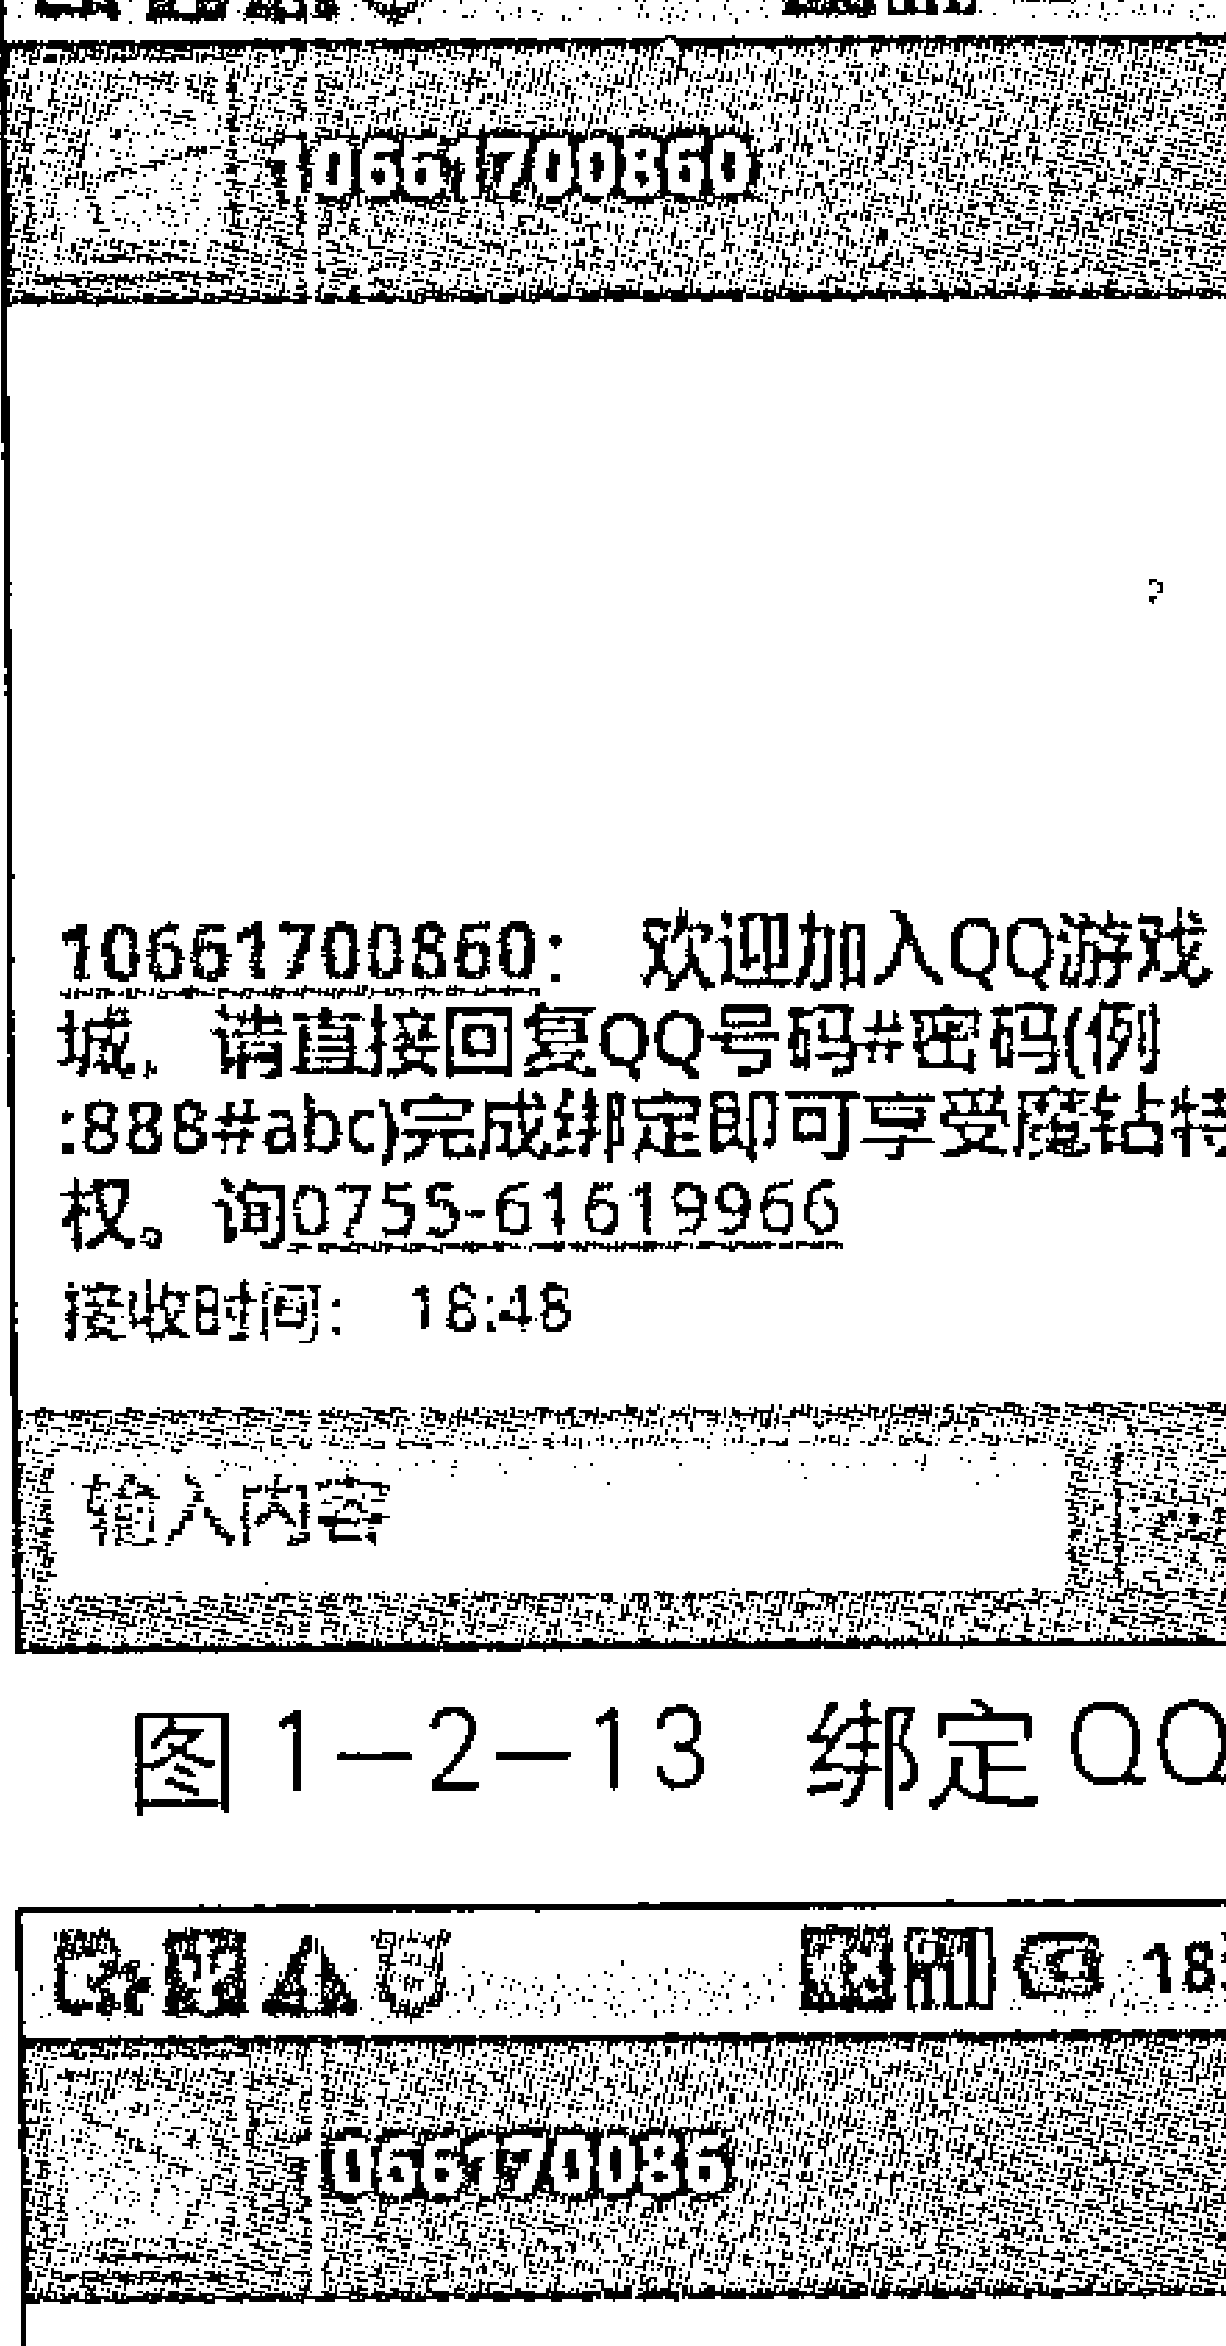 10661700860
10661700860： 欢迎加入QQ游戏
城，请直接回复QQ号码#密码(例
:888#abc)完成绑定即可享受魔钻特
权。询0755-61619966
接收时间： 18:48
输入内容
图1-2-13 绑定QQ
18:
1066170086